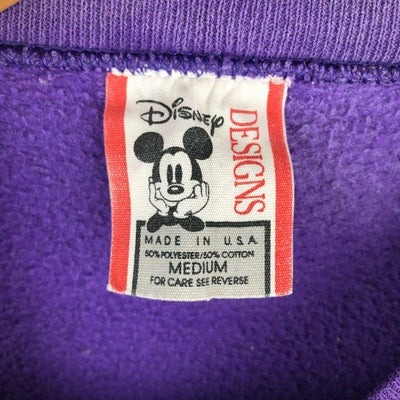 Disney
DESIGNS
MADE IN U.S.A.
50% POLYESTER/50% COTTON
MEDIUM
FOR CARE SEE REVERSE